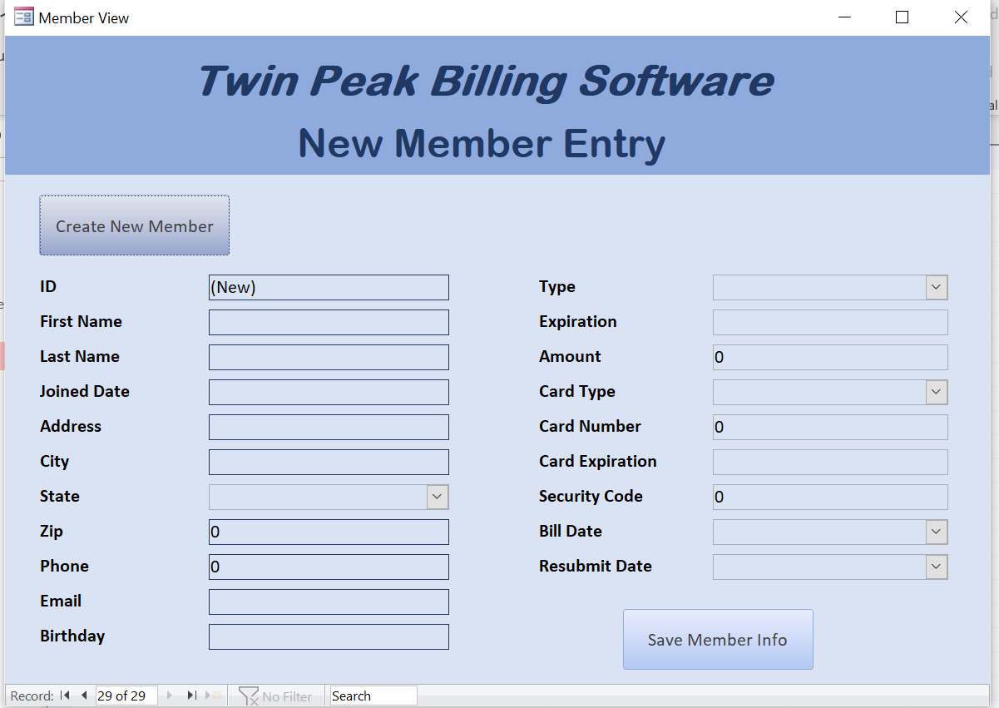 Member View
Twin Peak Billing Software
New Member Entry
Create New Member
ID (New)
First Name
Last Name
Joined Date
Address
City
State
Zip 0
Phone 0
Email
Birthday
Type
Expiration
Amount 0
Card Type
Card Number 0
Card Expiration
Security Code 0
Bill Date
Resubmit Date
Save Member Info
Record: 29 of 29 No Filter Search